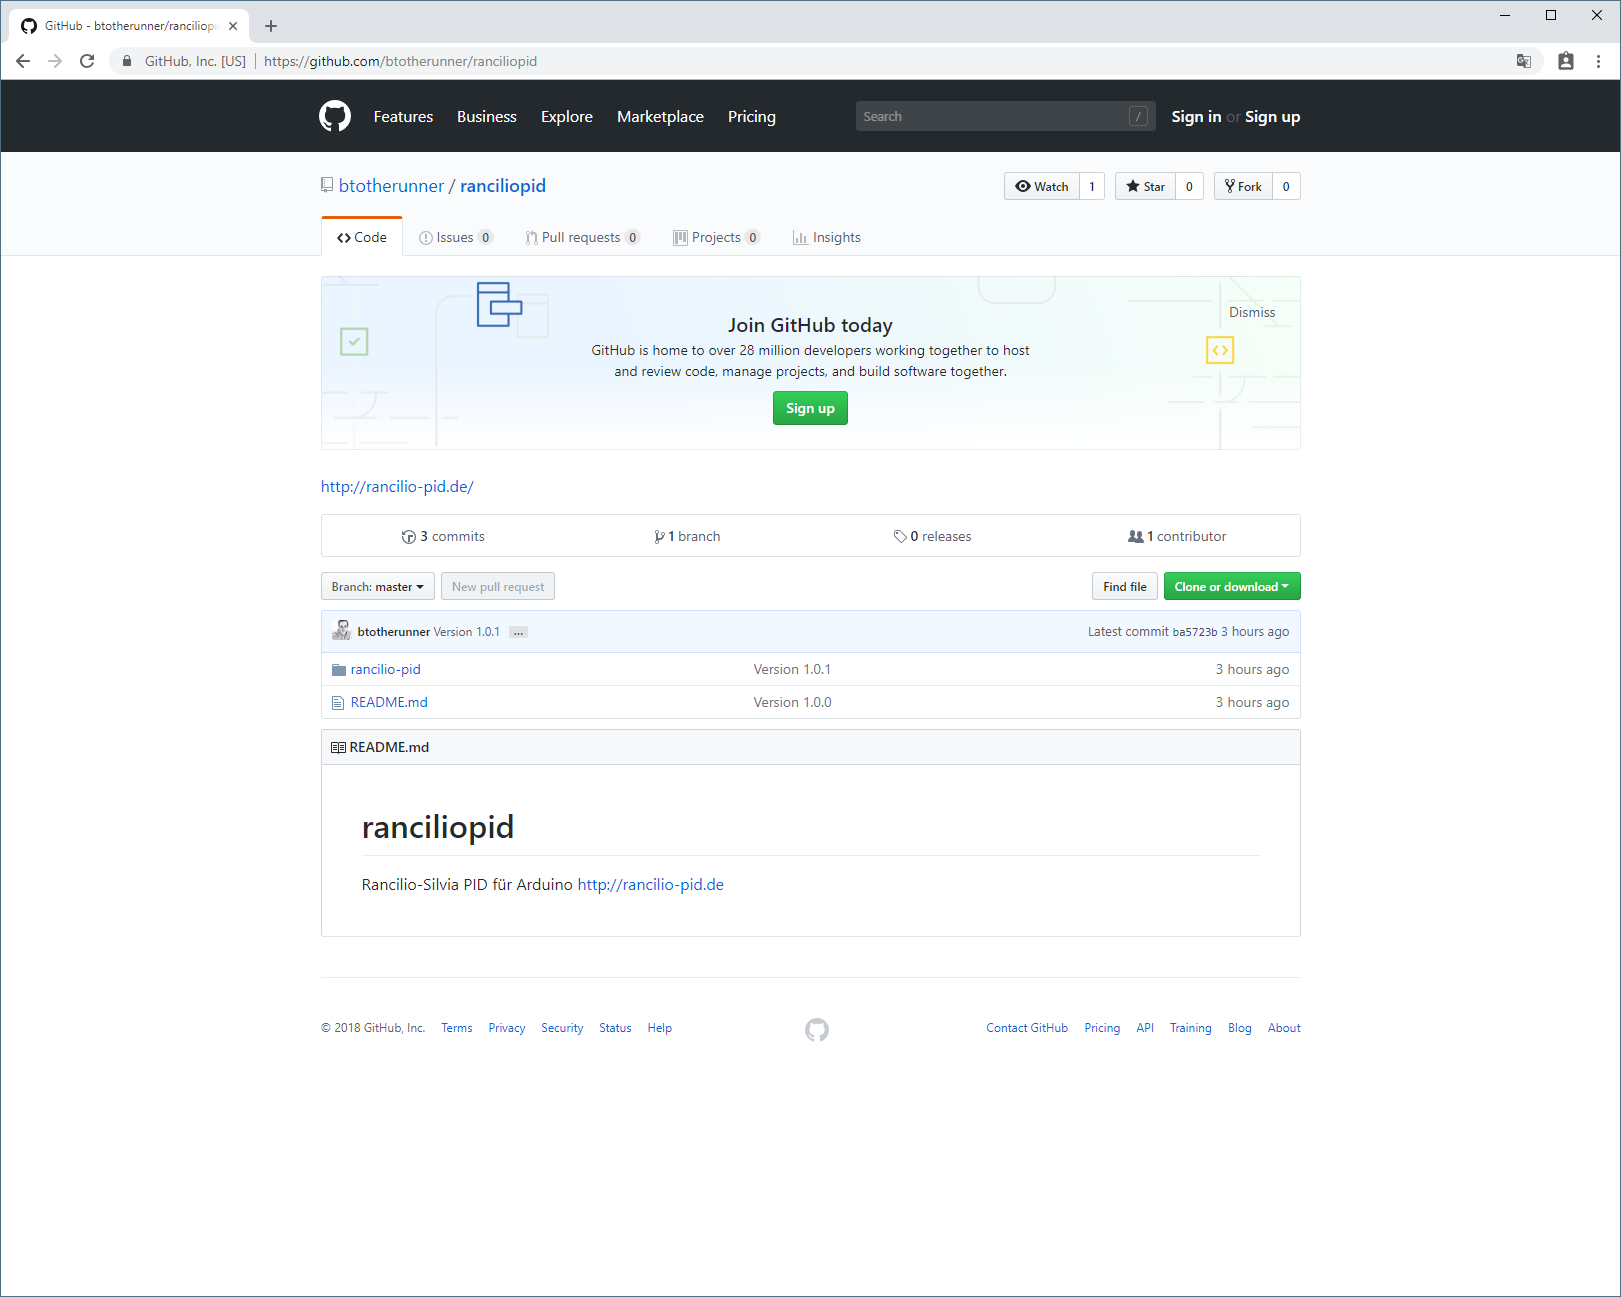 GitHub - btotherunner/ranciliopi
GitHub, Inc. [US] https://github.com/btotherunner/ranciliopid
Features Business Explore Marketplace Pricing Search / Sign in or Sign up
btotherunner / ranciliopid Watch 1 Star 0 Fork 0
Code Issues 0 Pull requests 0 Projects 0 Insights
Dismiss
Join GitHub today
GitHub is home to over 28 million developers working together to host
and review code, manage projects, and build software together.
Sign up
http://rancilio-pid.de/
3 commits 1 branch 0 releases 1 contributor
Branch: master New pull request Find file Clone or download
btotherunner Version 1.0.1 ... Latest commit ba5723b 3 hours ago
rancilio-pid Version 1.0.1 3 hours ago
README.md Version 1.0.0 3 hours ago
README.md
ranciliopid
Rancilio-Silvia PID für Arduino http://rancilio-pid.de
© 2018 GitHub, Inc. Terms Privacy Security Status Help Contact GitHub Pricing API Training Blog About